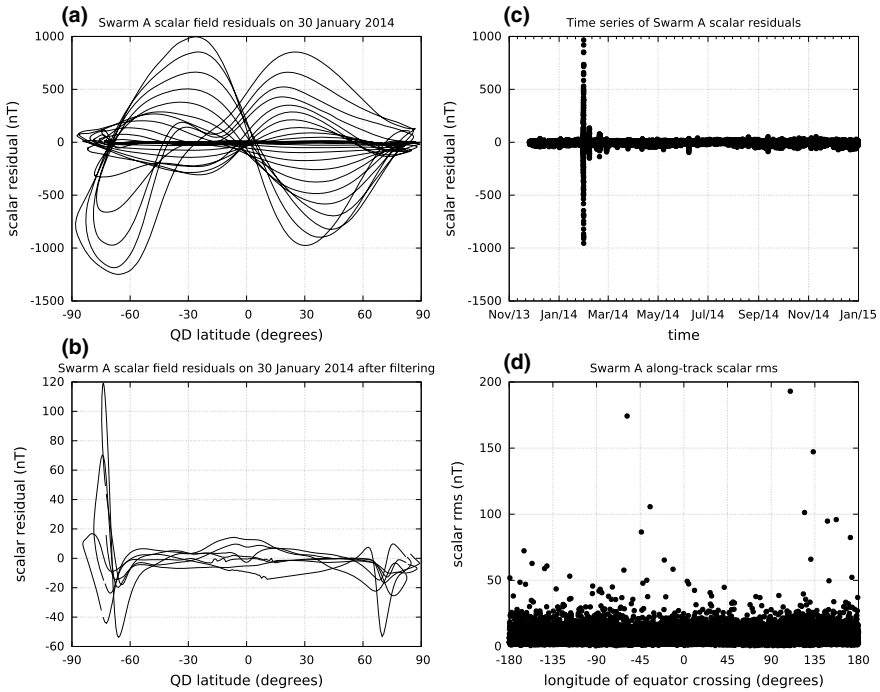 (a) Swarm A scalar field residuals on 30 January 2014
1000
500
0
-500
-1000
-1500
scalar residual (nT)
-90 -60 -30 0 30 60 90
QD latitude (degrees)
(c) Time series of Swarm A scalar residuals
1000
500
0
-500
-1000
-1500
scalar residual (nT)
Nov/13 Jan/14 Mar/14 May/14 Jul/14 Sep/14 Nov/14 Jan/15
time
(b)
Swarm A scalar field residuals on 30 January 2014 after filtering
120
100
80
60
40
20
0
-20
-40
-60
scalar residual (nT)
-90 -60 -30 0 30 60 90
QD latitude (degrees)
(d)
Swarm A along-track scalar rms
200
150
100
50
0
scalar rms (nT)
-180 -135 -90 -45 0 45 90 135 180
longitude of equator crossing (degrees)